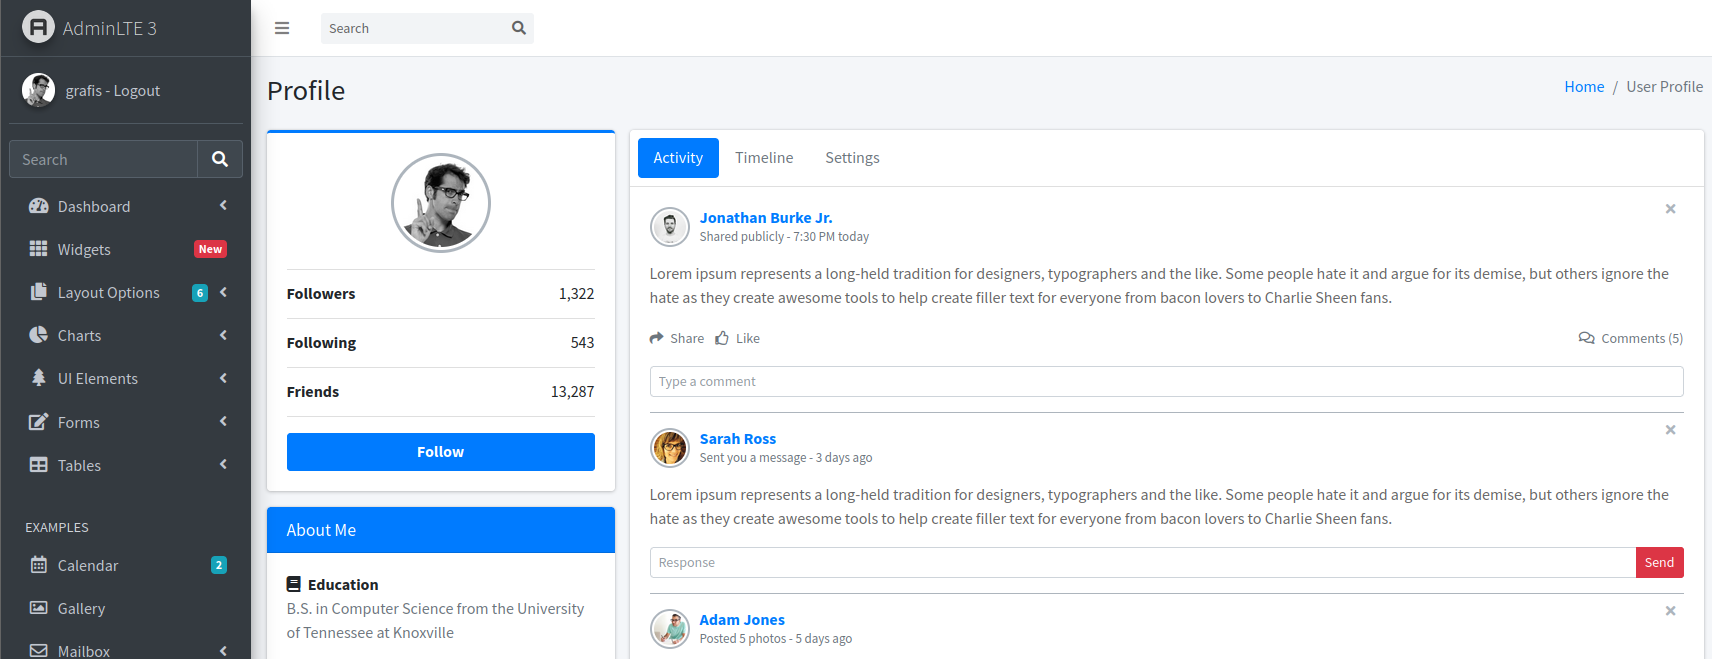 AdminLTE 3
grafis - Logout
Search
Dashboard
Widgets New
Layout Options 6
Charts
UI Elements
Forms
Tables
EXAMPLES
Calendar 2
Gallery
Mailbox
Search
Profile
Home / User Profile
Followers 1,322
Following 543
Friends 13,287
Follow
About Me
Education
B.S. in Computer Science from the University
of Tennessee at Knoxville
Activity Timeline Settings
Jonathan Burke Jr.
Shared publicly - 7:30 PM today
Lorem ipsum represents a long-held tradition for designers, typographers and the like. Some people hate it and argue for its demise, but others ignore the
hate as they create awesome tools to help create filler text for everyone from bacon lovers to Charlie Sheen fans.
Share Like Comments (5)
Type a comment
Sarah Ross
Sent you a message - 3 days ago
Lorem ipsum represents a long-held tradition for designers, typographers and the like. Some people hate it and argue for its demise, but others ignore the
hate as they create awesome tools to help create filler text for everyone from bacon lovers to Charlie Sheen fans.
Response Send
Adam Jones
Posted 5 photos - 5 days ago